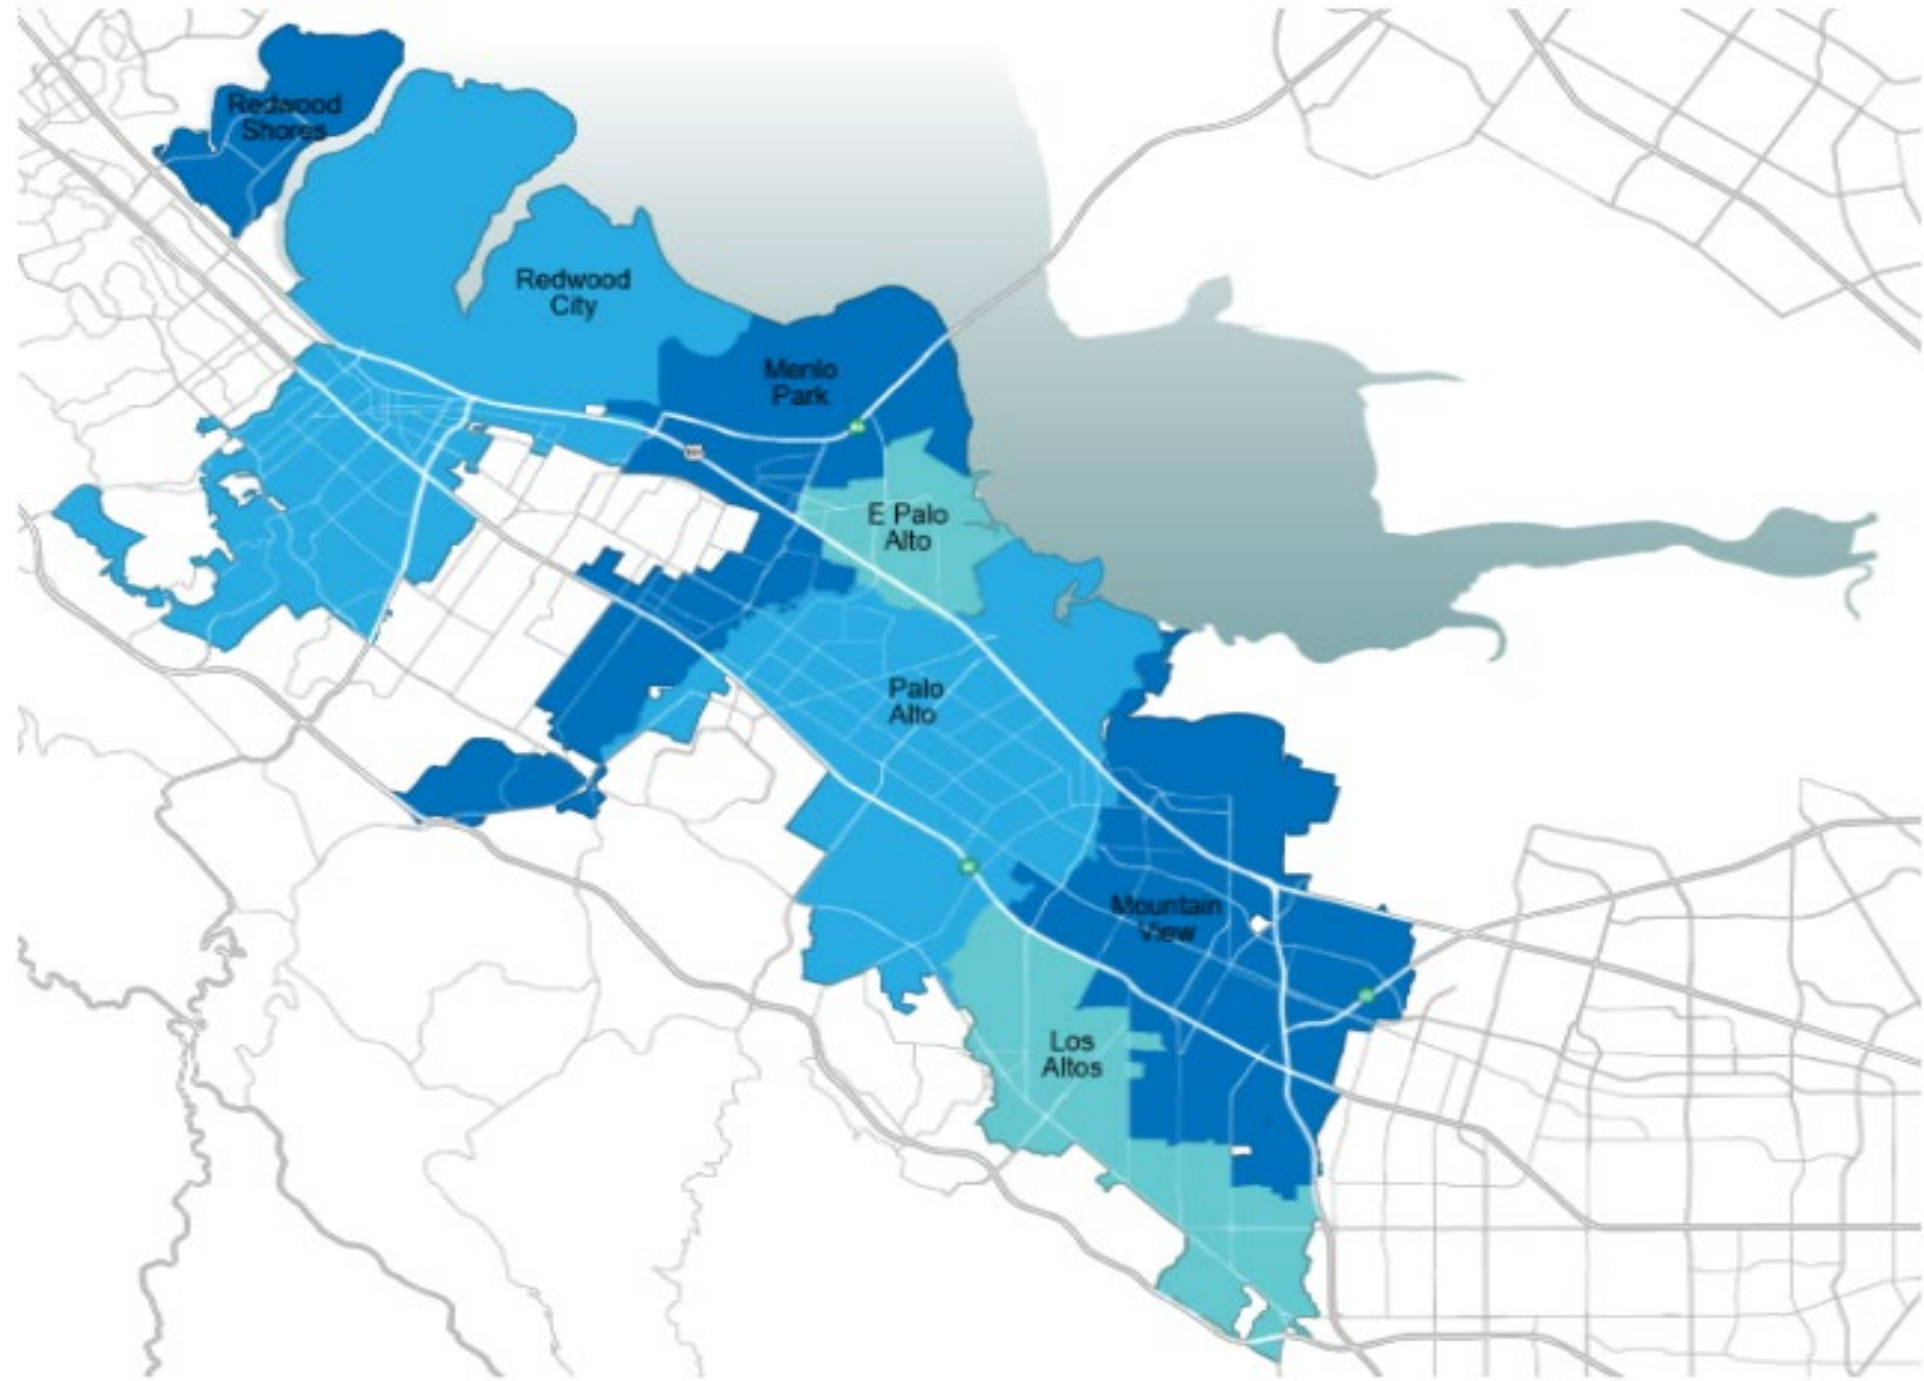 Redwood
Shores
Redwood
City
Menlo
Park
E Palo
Alto
Palo
Alto
Mountain
View
Los
Altos